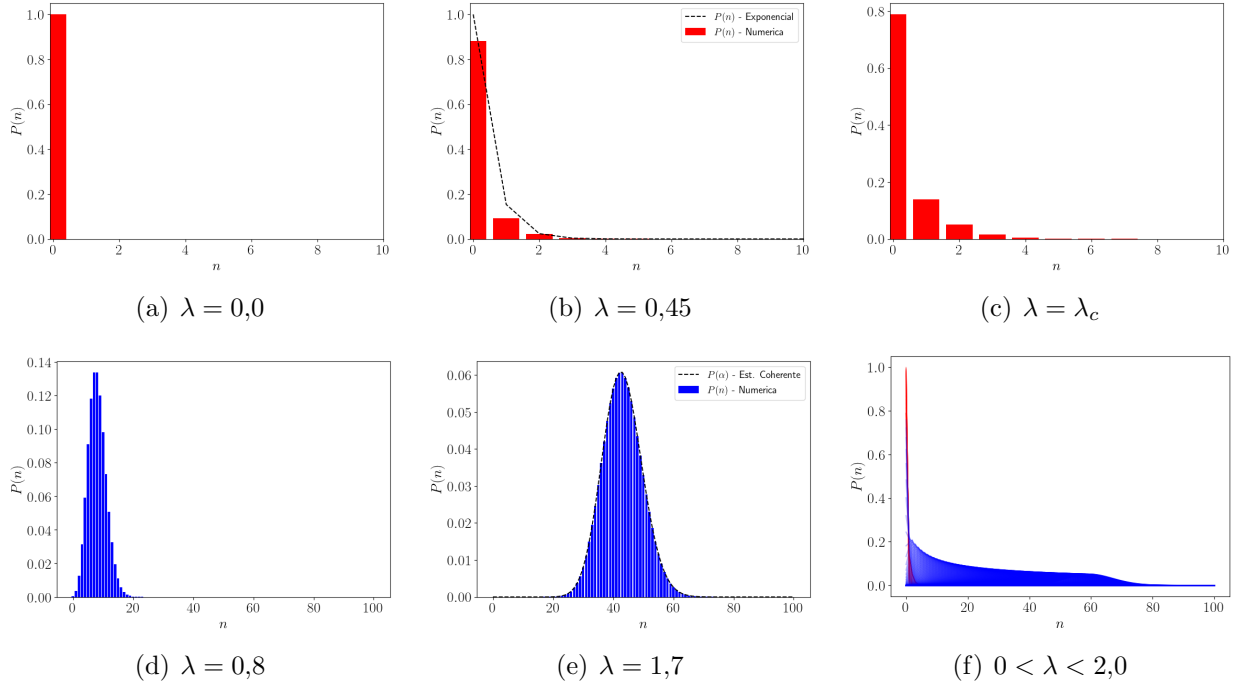 1.0
0.8
0.6
0.4
0.2
0.0
P(n)
0 2 4 6 8 10
n
(a) λ = 0,0
1.0
0.8
0.6
0.4
0.2
0.0
P(n)
P(n) - Exponencial
P(n) - Numerica
0 2 4 6 8 10
n
(b) λ = 0,45
0.8
0.6
0.4
0.2
0.0
P(n)
0 2 4 6 8 10
n
(c) λ = λ_c
0.14
0.12
0.10
0.08
0.06
0.04
0.02
0.00
P(n)
0 20 40 60 80 100
n
(d) λ = 0,8
0.06
0.05
0.04
0.03
0.02
0.01
0.00
P(n)
P(α) - Est. Coherente
P(n) - Numerica
0 20 40 60 80 100
n
(e) λ = 1,7
1.0
0.8
0.6
0.4
0.2
0.0
P(n)
0 20 40 60 80 100
n
(f) 0 < λ < 2,0